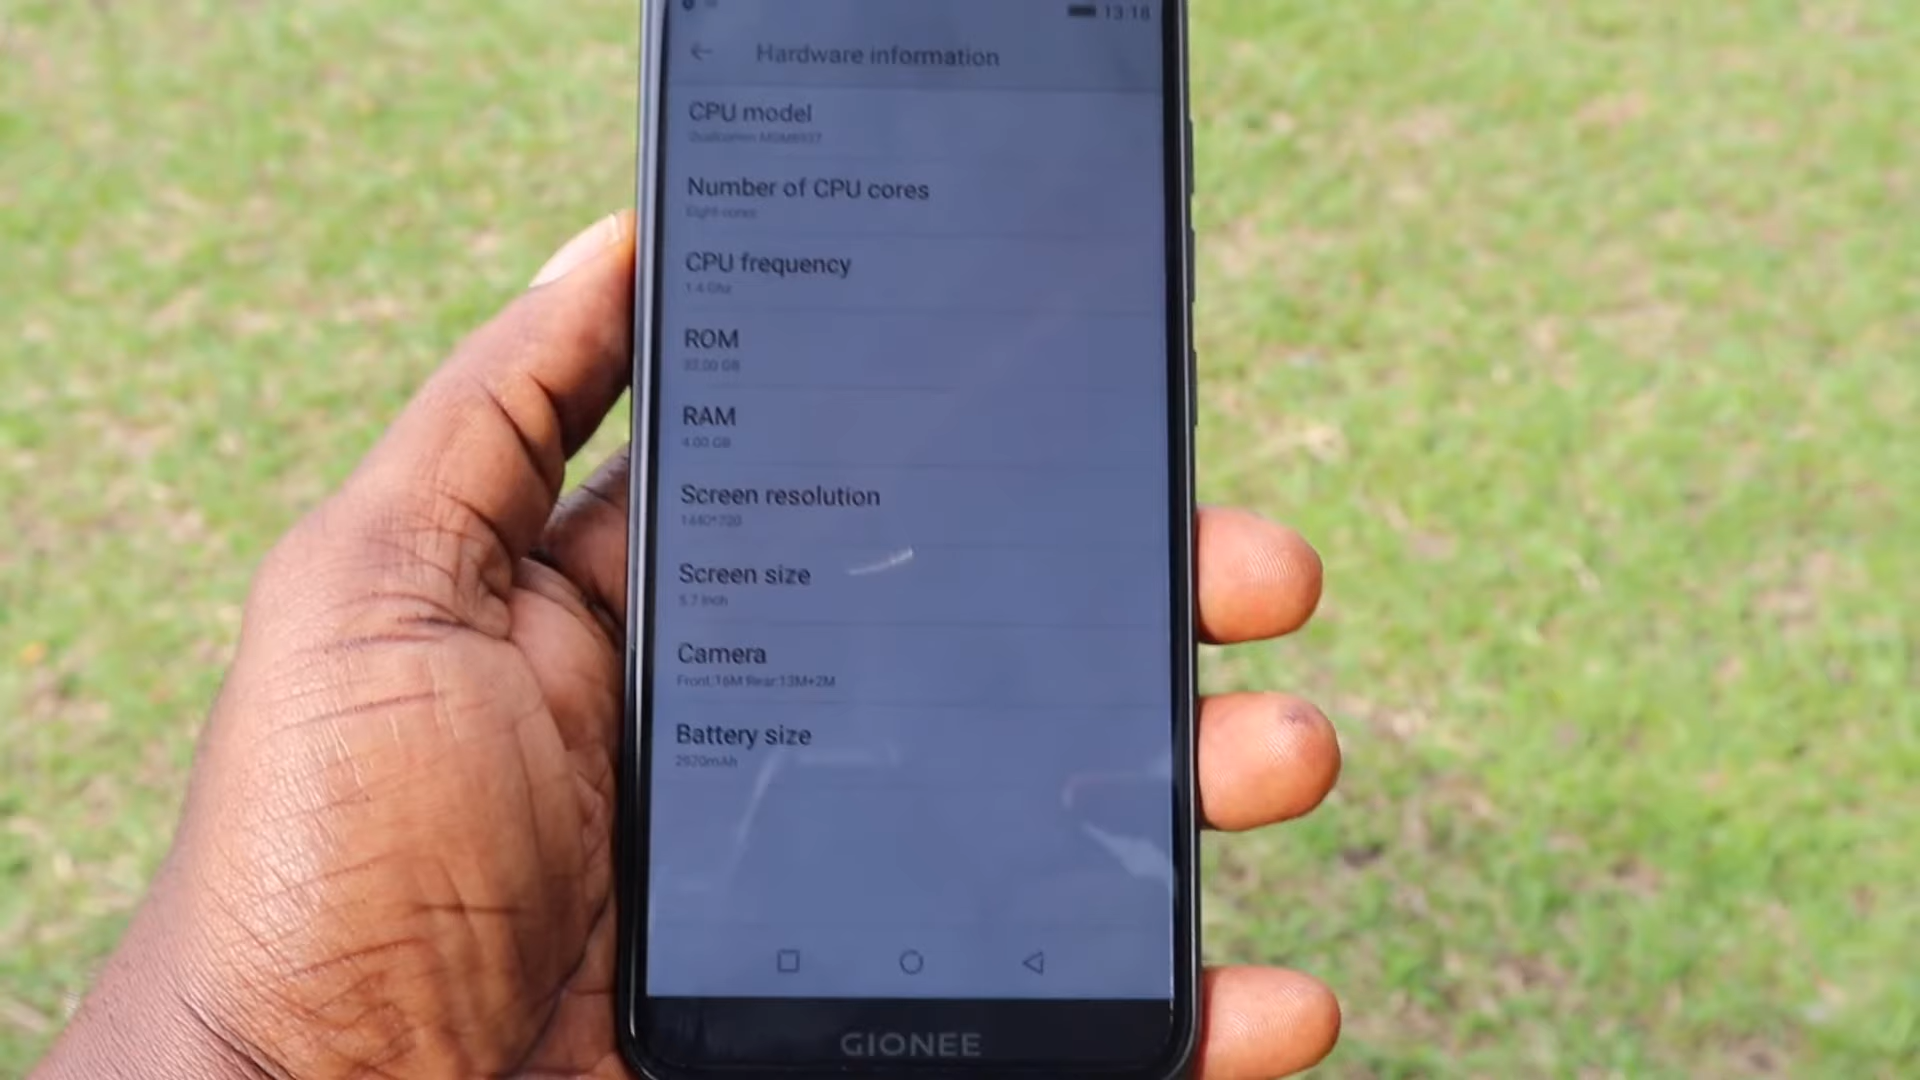 13:18
Hardware information
CPU model
Qualcomm MSM8937
Number of CPU cores
Eight-cores
CPU frequency
1.4 Ghz
ROM
32.00 GB
RAM
4.00 GB
Screen resolution
1440*720
Screen size
5.7 Inch
Camera
Front:16M Rear:13M+2M
Battery size
2970mAh
GIONEE